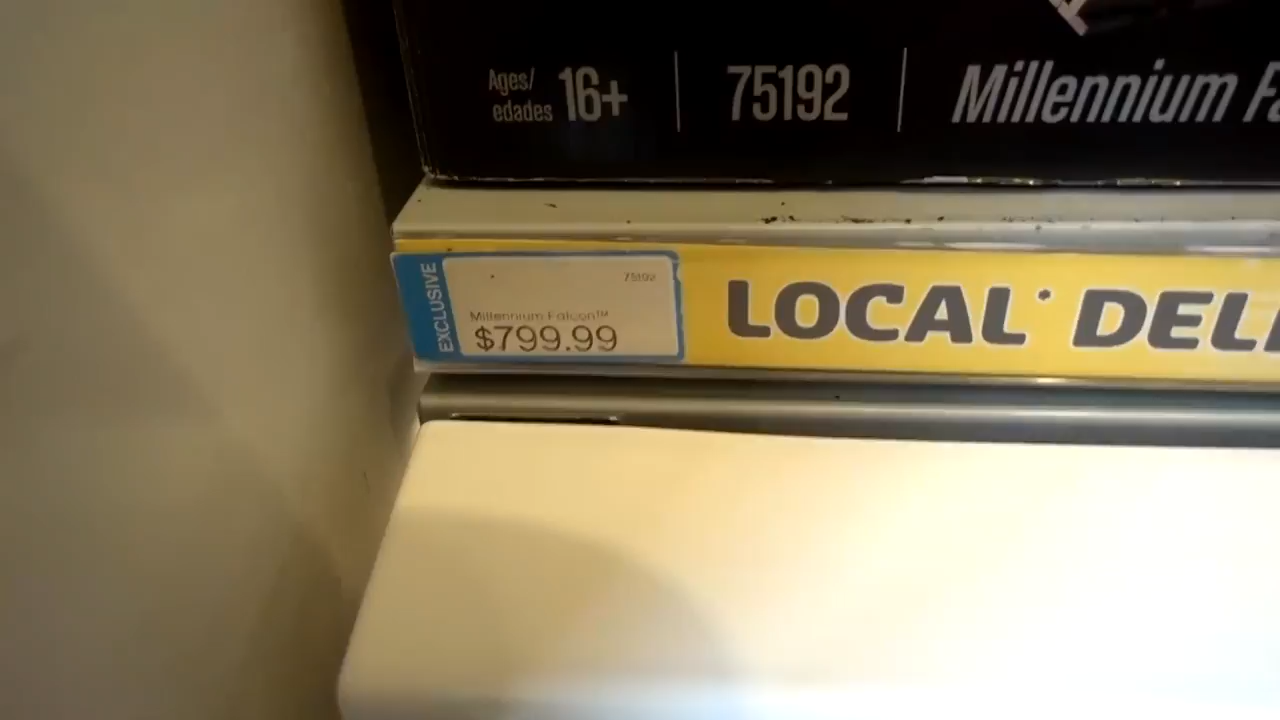 Ages/
edades 16+
75192
Millennium Fa
EXCLUSIVE
75192
Millennium Falcon™
$799.99
LOCAL* DEL